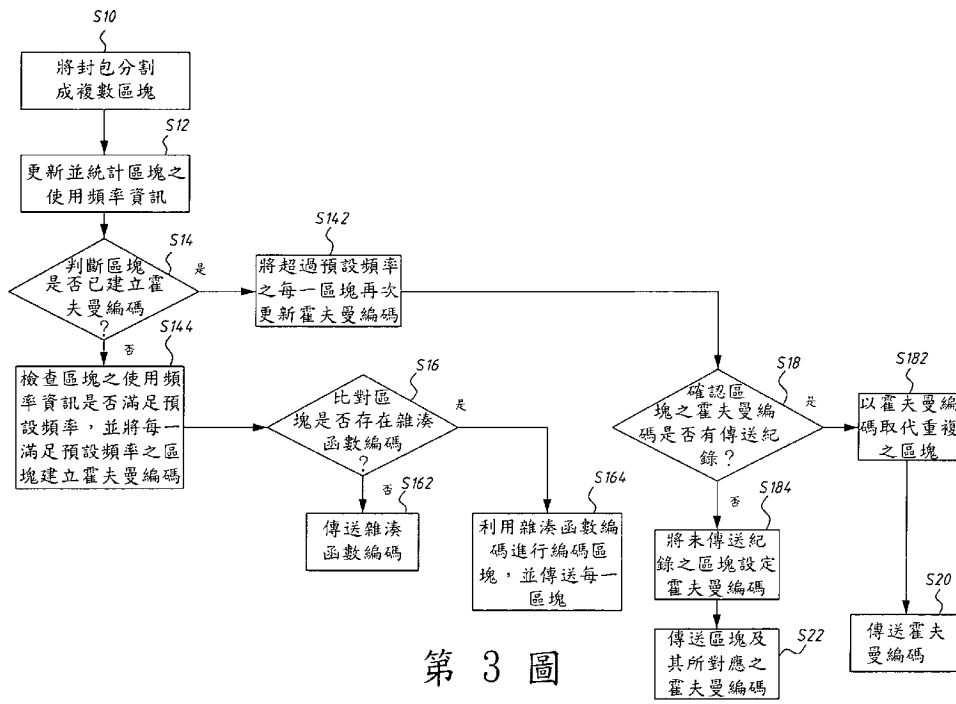 S10
將封包分割
成複數區塊
S12
更新並統計區塊之
使用頻率資訊
S14
判斷區塊
是否已建立霍
夫曼編碼
?
是
否
S142
將超過預設頻率
之每一區塊再次
更新霍夫曼編碼
S144
檢查區塊之使用頻
率資訊是否滿足預
設頻率，並將每一
滿足預設頻率之區
塊建立霍夫曼編碼
S16
比對區
塊是否存在雜湊
函數編碼
?
是
否
S162
傳送雜湊
函數編碼
S164
利用雜湊函數編
碼進行編碼區
塊，並傳送每一
區塊
S18
確認區
塊之霍夫曼編
碼是否有傳送紀
錄？
是
否
S182
以霍夫曼編
碼取代重複
之區塊
S184
將未傳送紀
錄之區塊設定
霍夫曼編碼
S20
傳送霍夫
曼編碼
S22
傳送區塊及
其所對應之
霍夫曼編碼
第 3 圖